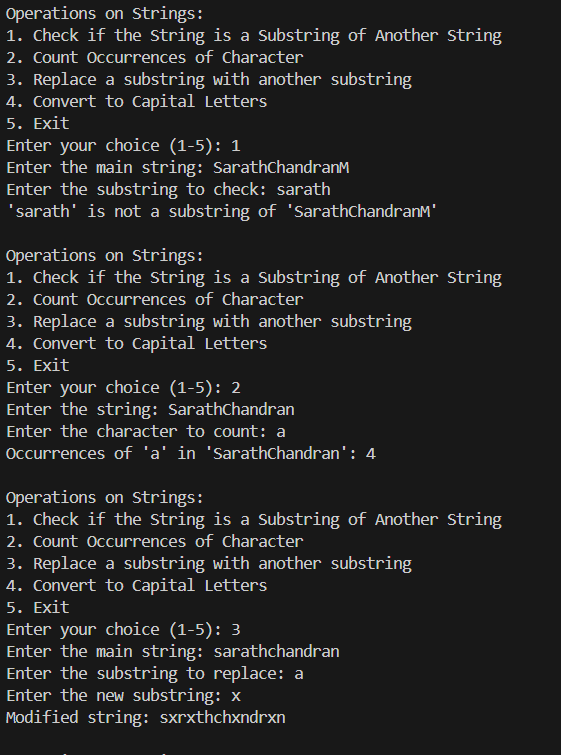 Operations on Strings:
1. Check if the String is a Substring of Another String
2. Count Occurrences of Character
3. Replace a substring with another substring
4. Convert to Capital Letters
5. Exit
Enter your choice (1-5): 1
Enter the main string: SarathChandranM
Enter the substring to check: sarath
'sarath' is not a substring of 'SarathChandranM'
Operations on Strings:
1. Check if the String is a Substring of Another String
2. Count Occurrences of Character
3. Replace a substring with another substring
4. Convert to Capital Letters
5. Exit
Enter your choice (1-5): 2
Enter the string: SarathChandran
Enter the character to count: a
Occurrences of 'a' in 'SarathChandran': 4
Operations on Strings:
1. Check if the String is a Substring of Another String
2. Count Occurrences of Character
3. Replace a substring with another substring
4. Convert to Capital Letters
5. Exit
Enter your choice (1-5): 3
Enter the main string: sarathchandran
Enter the substring to replace: a
Enter the new substring: x
Modified string: sxrxthchxndrxn